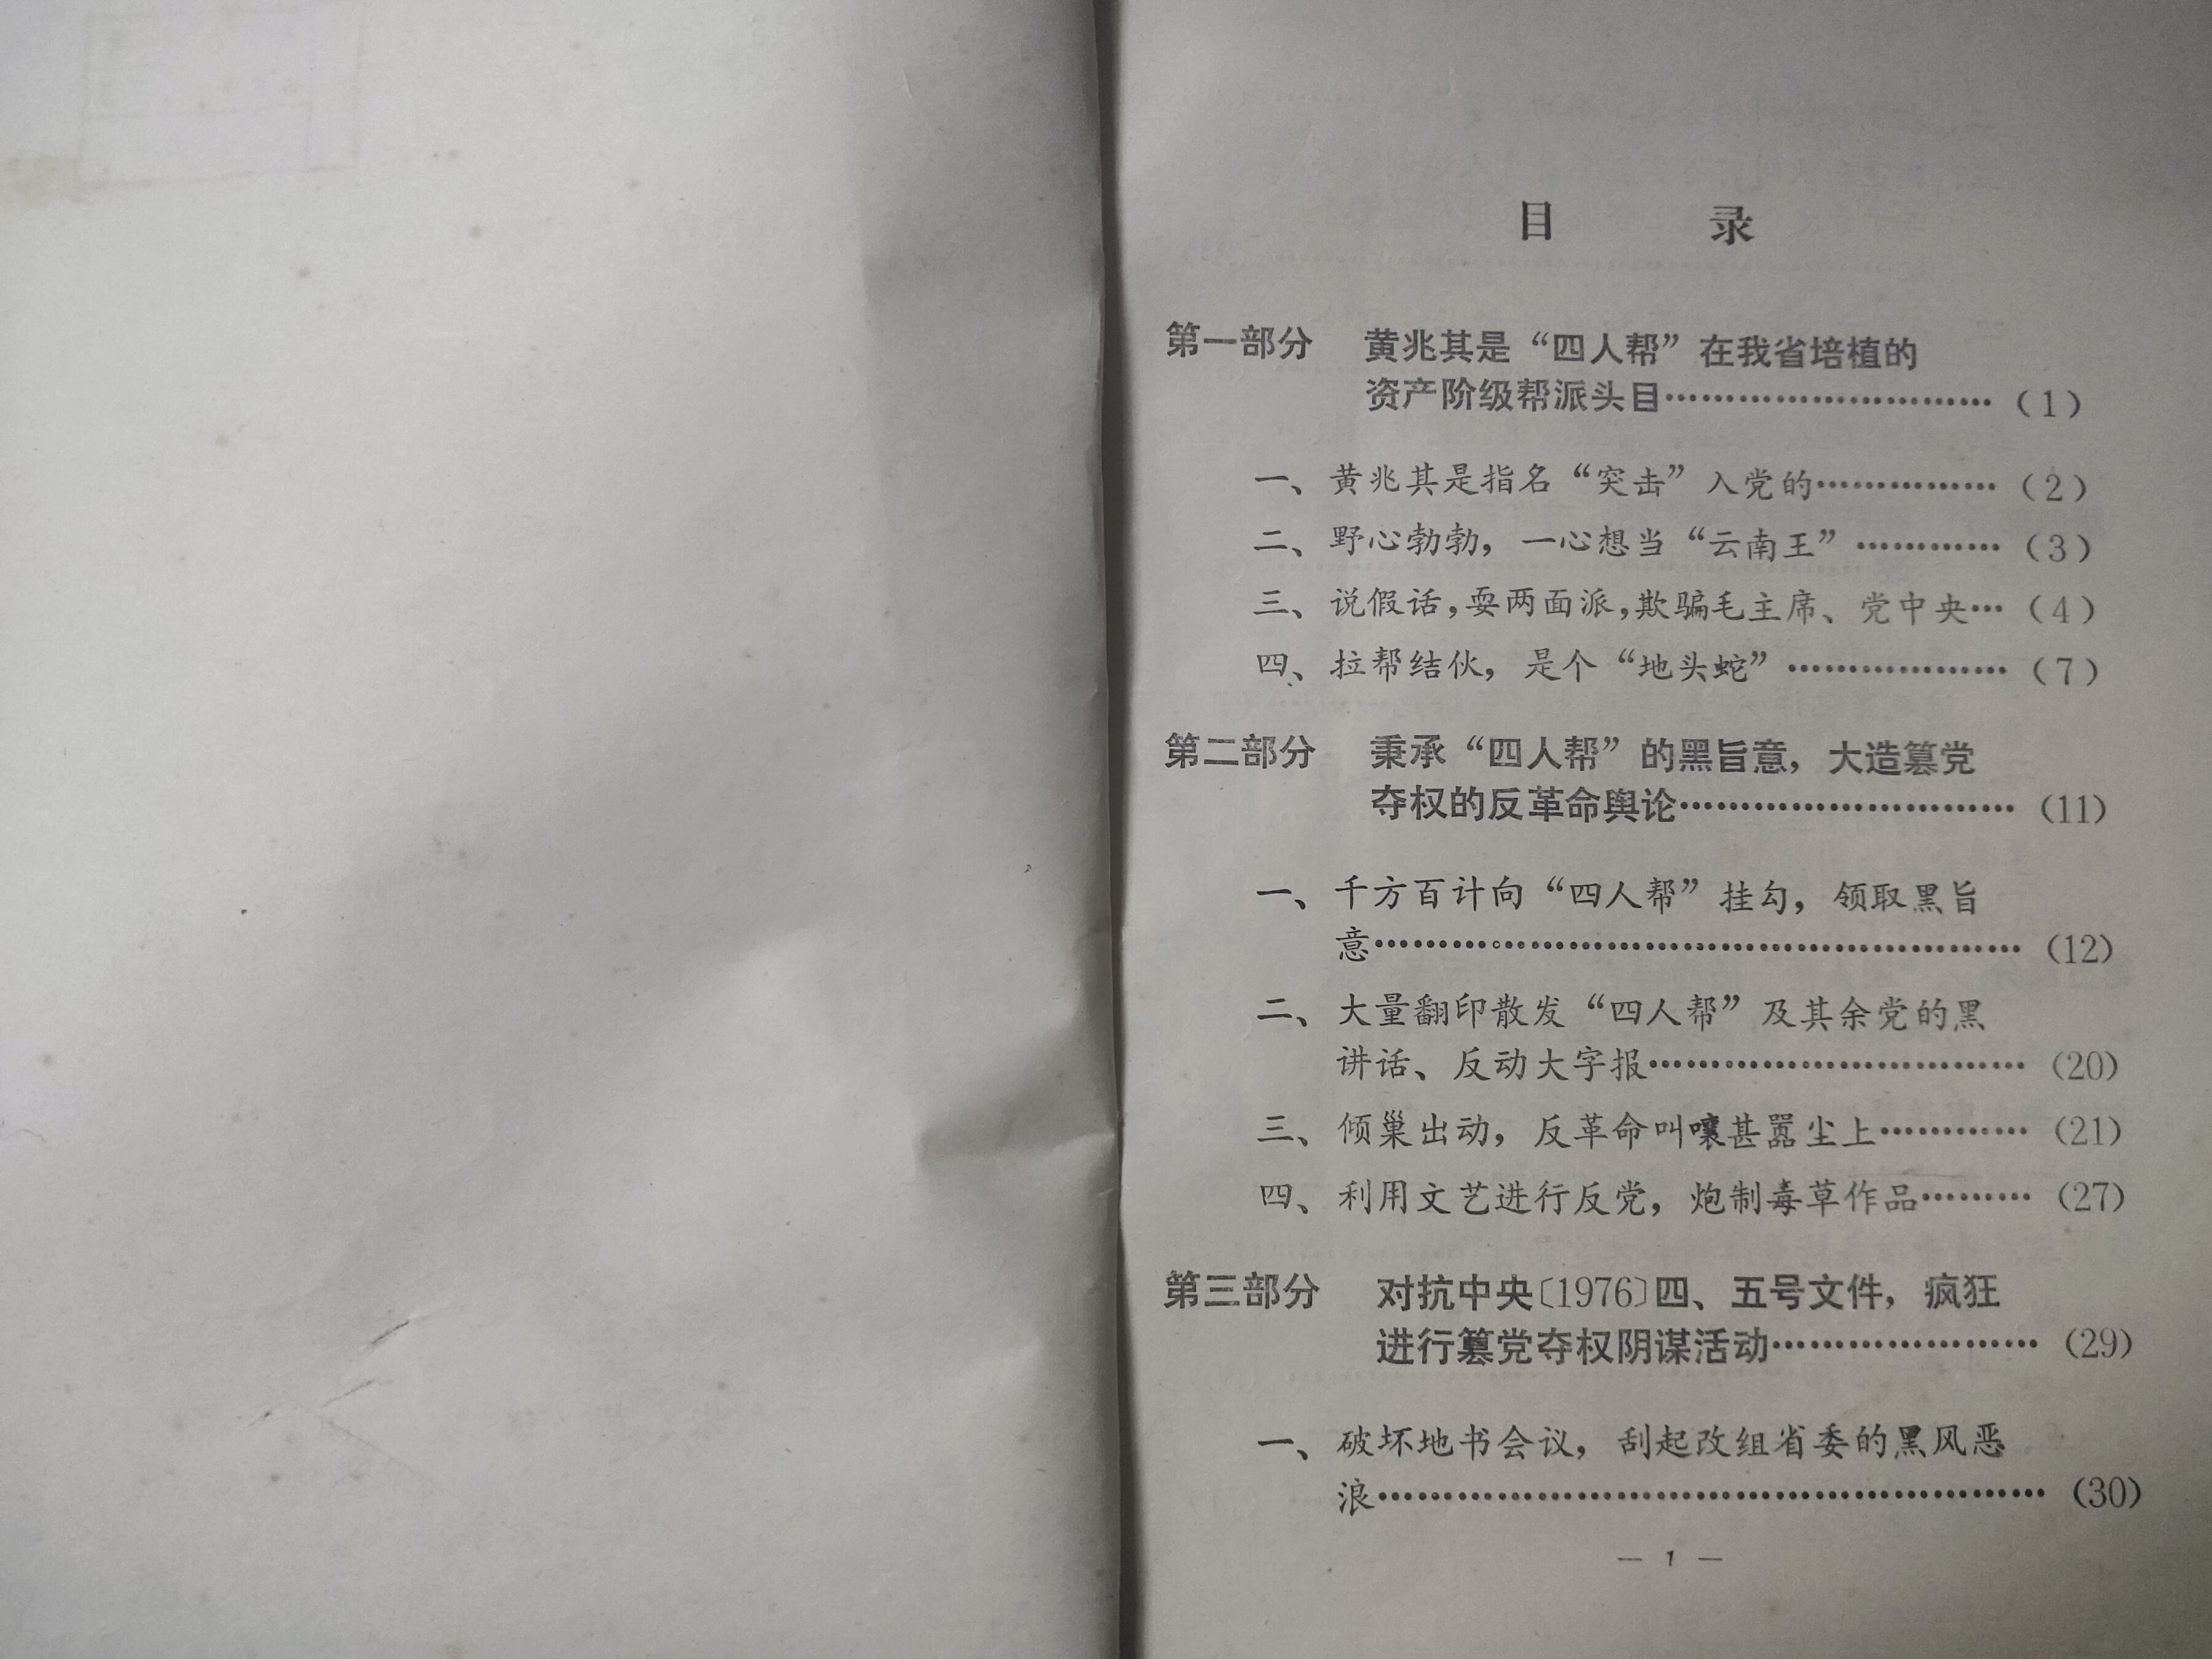 目 录
第一部分 黄兆其是“四人帮”在我省培植的
资产阶级帮派头目…………………………（1）
一、黄兆其是指名“突击”入党的……………（2）
二、野心勃勃，一心想当“云南王”…………（3）
三、说假话，耍两面派，欺骗毛主席、党中央…（4）
四、拉帮结伙，是个“地头蛇”………………（7）
第二部分 秉承“四人帮”的黑旨意，大造篡党
夺权的反革命舆论…………………………（11）
一、千方百计向“四人帮”挂勾，领取黑旨
意…………………………………………………（12）
二、大量翻印散发“四人帮”及其余党的黑
讲话、反动大字报……………………………（20）
三、倾巢出动，反革命叫嚷甚嚣尘上…………（21）
四、利用文艺进行反党，炮制毒草作品………（27）
第三部分 对抗中央〔1976〕四、五号文件，疯狂
进行篡党夺权阴谋活动……………………（29）
一、破坏地书会议，刮起改组省委的黑风恶
浪…………………………………………………（30）
— 1 —